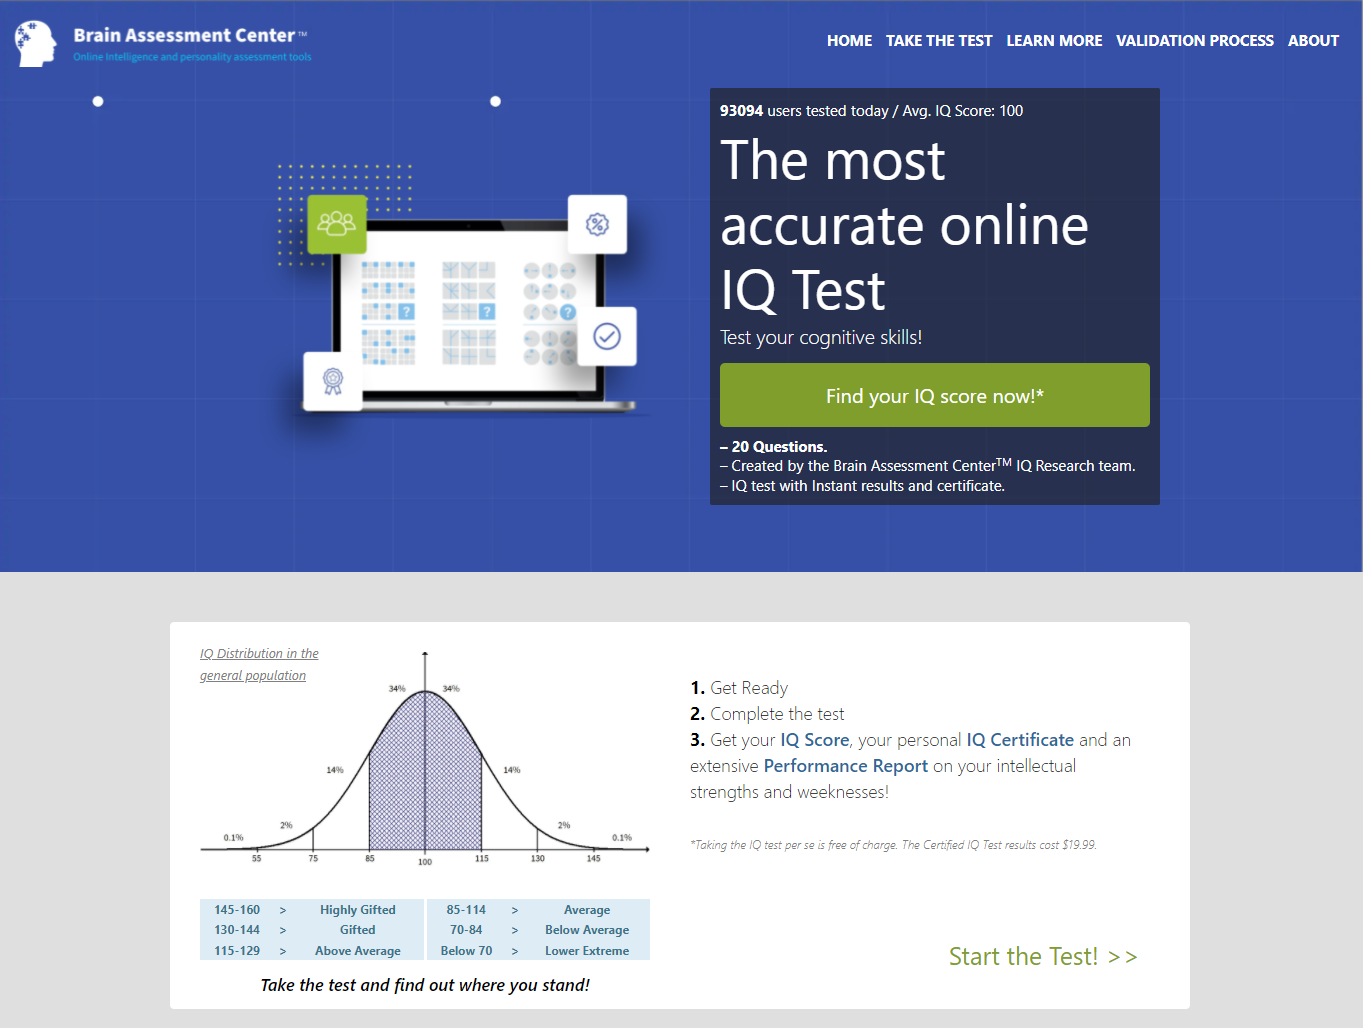 Brain Assessment Center™
Online Intelligence and personality assessment tools
HOME TAKE THE TEST LEARN MORE VALIDATION PROCESS ABOUT
93094 users tested today / Avg. IQ Score: 100
The most
accurate online
IQ Test
Test your cognitive skills!
Find your IQ score now!*
– 20 Questions.
– Created by the Brain Assessment Center™ IQ Research team.
– IQ test with Instant results and certificate.
? ? ?
%
IQ Distribution in the
general population
34% 34%
14% 14%
2% 2%
0.1% 0.1%
55 75 85 100 115 130 145
145-160 > Highly Gifted 85-114 > Average
130-144 > Gifted 70-84 > Below Average
115-129 > Above Average Below 70 > Lower Extreme
Take the test and find out where you stand!
1. Get Ready
2. Complete the test
3. Get your IQ Score, your personal IQ Certificate and an
extensive Performance Report on your intellectual
strengths and weeknesses!
*Taking the IQ test per se is free of charge. The Certified IQ Test results cost $19.99.
Start the Test! >>